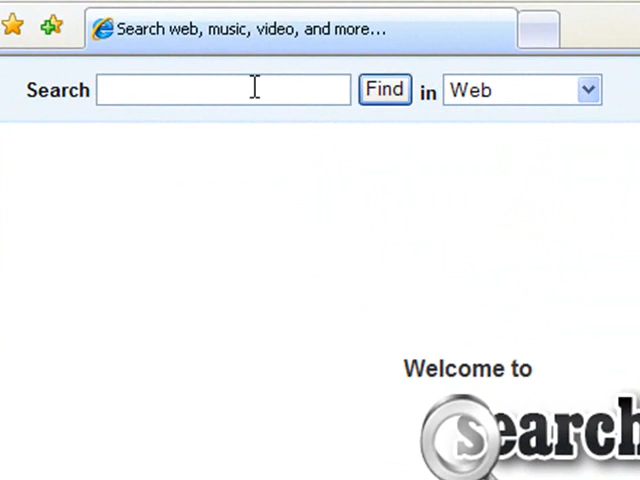 Search web, music, video, and more...
Search Find in Web
Welcome to
search